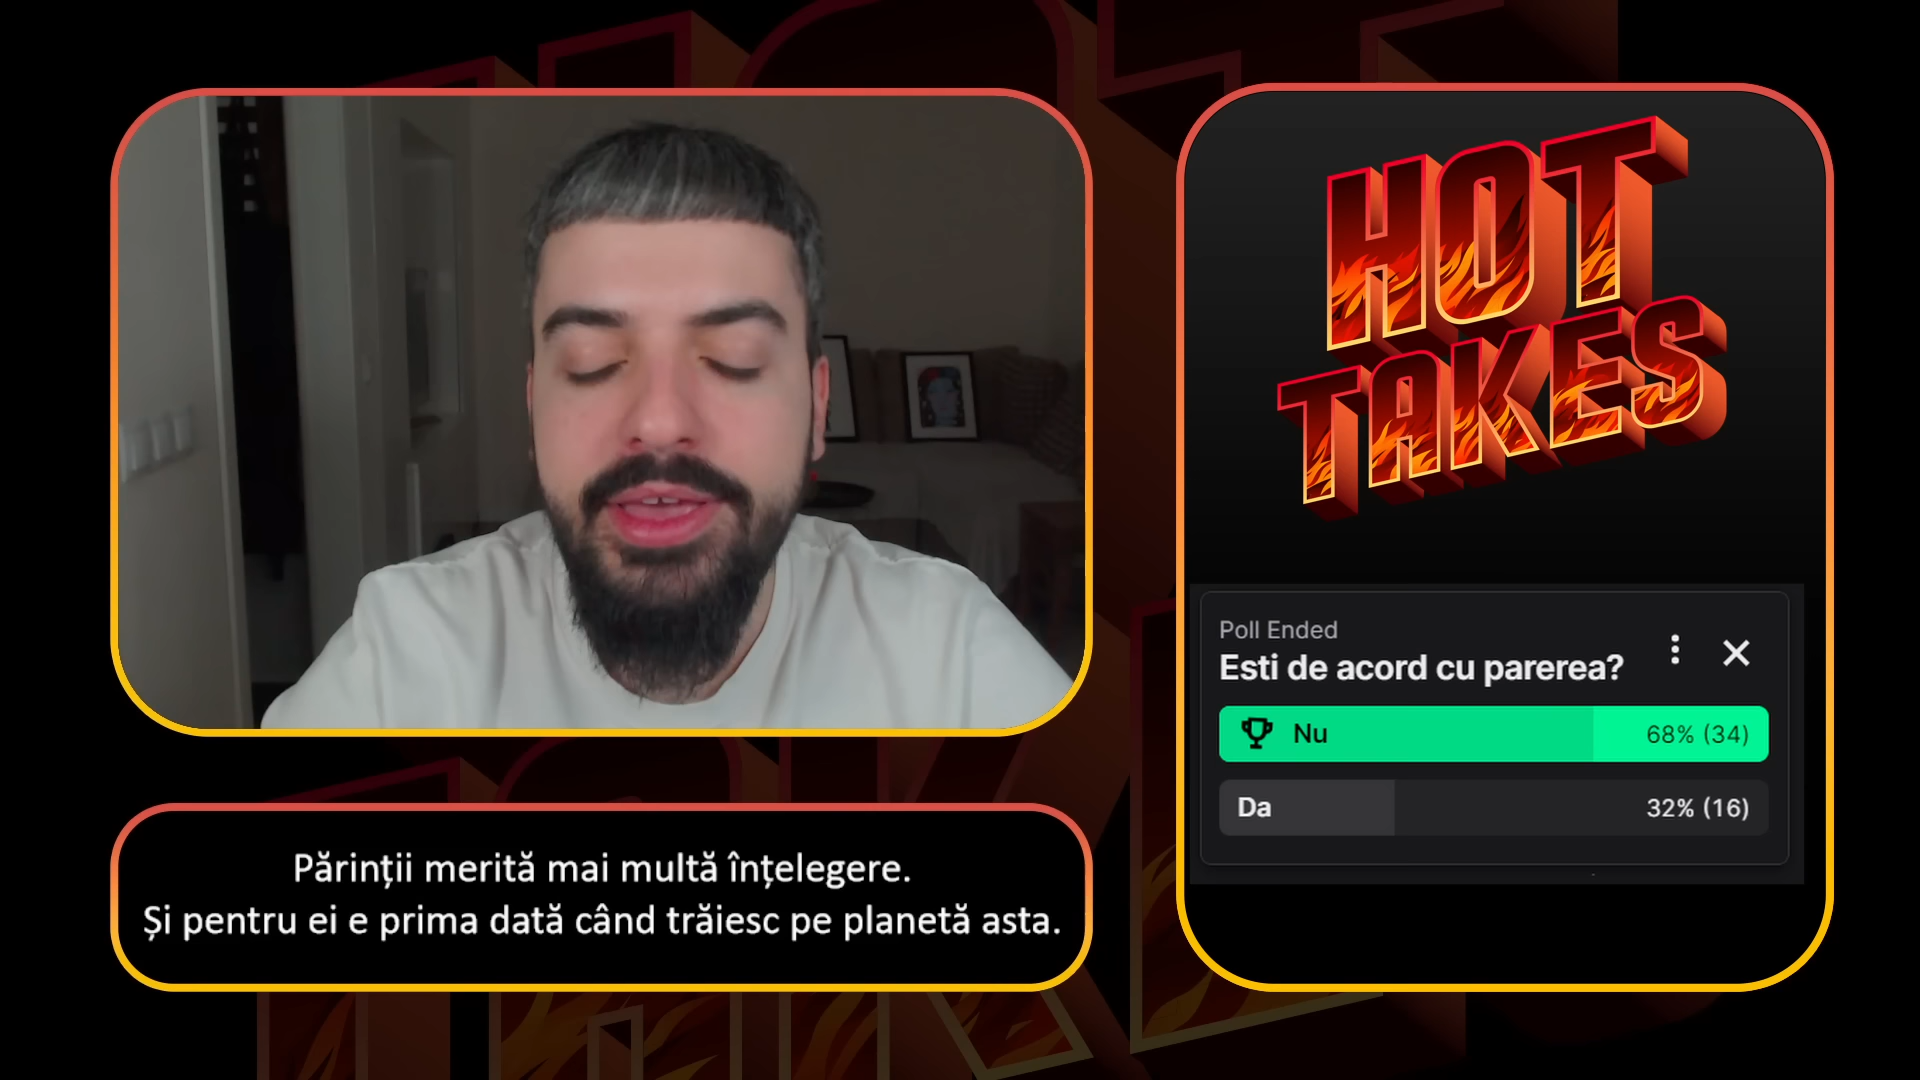 HOT
TAKES
Poll Ended
Esti de acord cu parerea?
Nu 68% (34)
Da 32% (16)
Părinții merită mai multă înțelegere.
Și pentru ei e prima dată când trăiesc pe planetă asta.